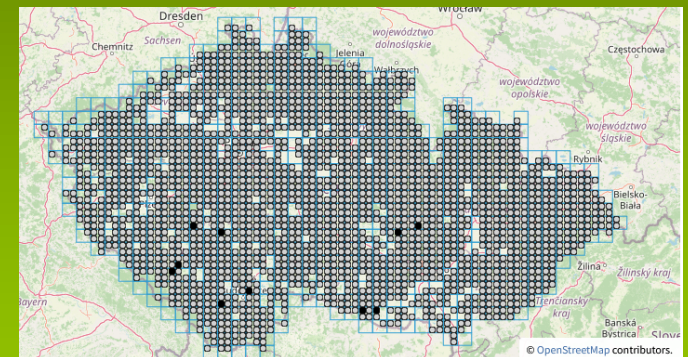 Dresden
Wrocław
Chemnitz
Sachsen
województwo
dolnośląskie
Jelenia
Góra
Wałbrzych
Częstochowa
województwo
opolskie
województwo
śląskie
Rybnik
Bielsko-
Biała
Žilina
Žilinský kraj
Bayern
Trenčiansky
kraj
Banská
Bystrica
© OpenStreetMap contributors.